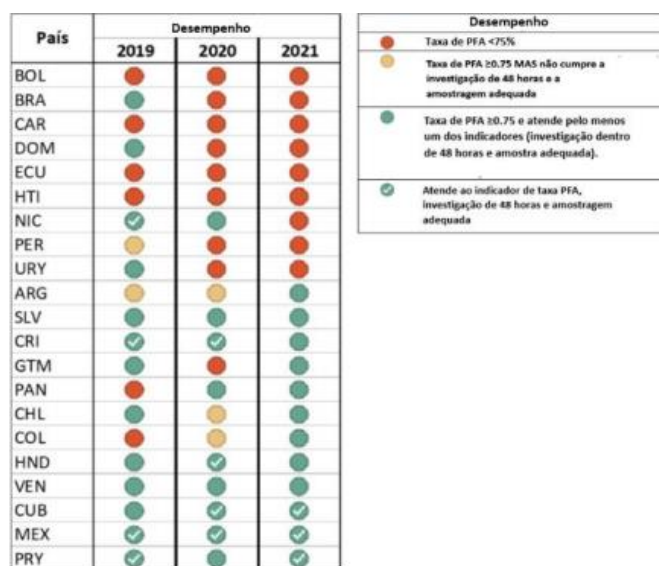 País
Desempenho
2019 2020 2021
BOL
BRA
CAR
DOM
ECU
HTI
NIC
PER
URY
ARG
SLV
CRI
GTM
PAN
CHL
COL
HND
VEN
CUB
MEX
PRY
Desempenho
Taxa de PFA <75%
Taxa de PFA ≥0.75 MAS não cumpre a
investigação de 48 horas e a
amostragem adequada
Taxa de PFA ≥0.75 e atende pelo menos
um dos indicadores (investigação dentro
de 48 horas e amostra adequada).
Atende ao indicador de taxa PFA,
investigação de 48 horas e amostragem
adequada